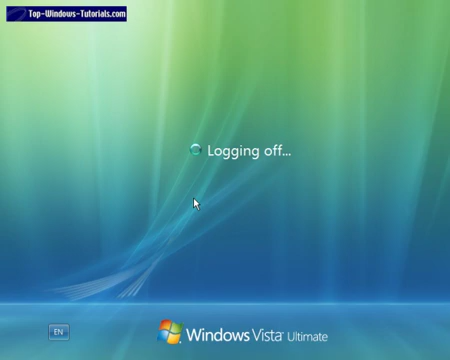 Top-Windows-Tutorials.com
Logging off...
EN
Windows Vista Ultimate